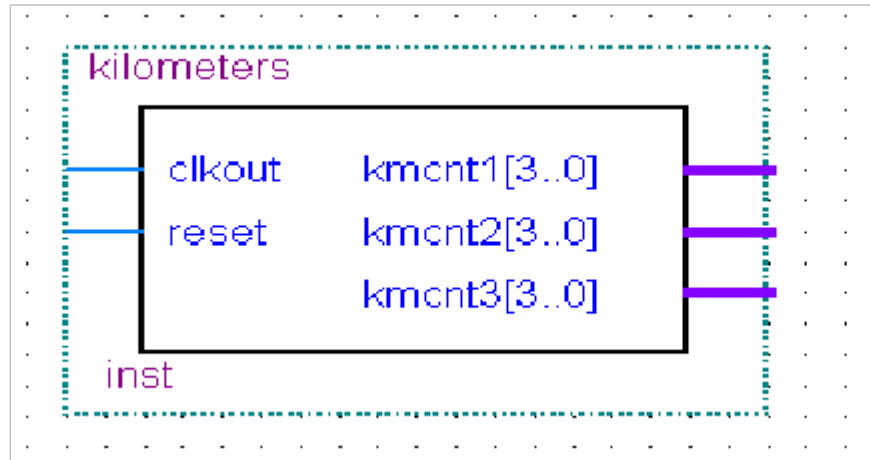 kilometers
clkout kmcnt1[3..0]
reset kmcnt2[3..0]
kmcnt3[3..0]
inst